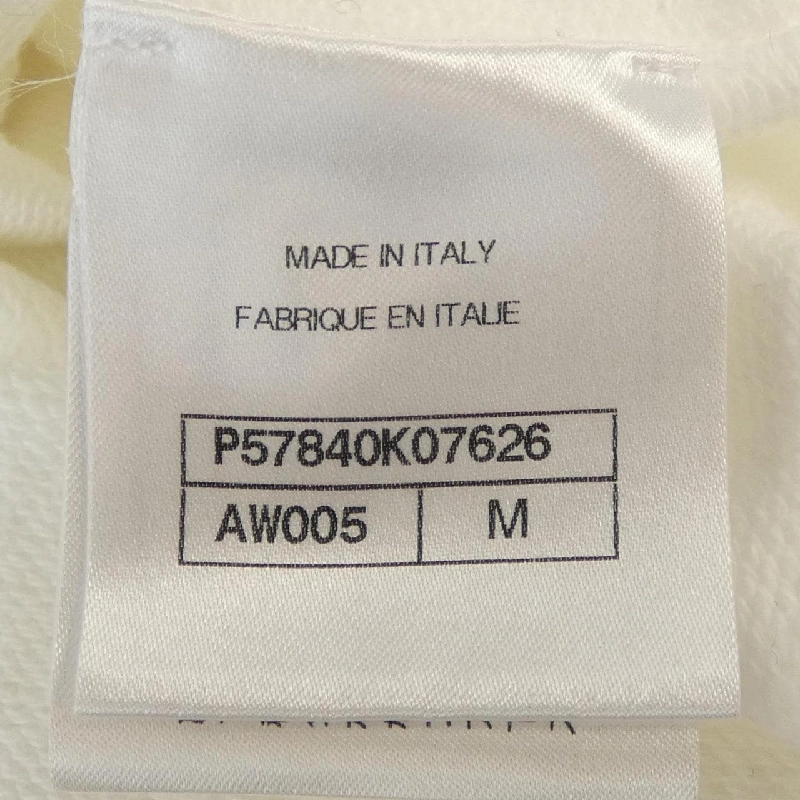 MADE IN ITALY
FABRIQUE EN ITALIE
P57840K07626
AW005 M